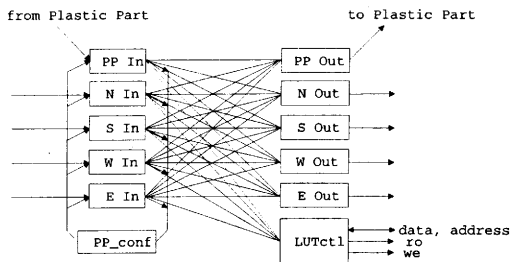 from Plastic Part
to Plastic Part
PP In
PP Out
N In
N Out
S In
S Out
W In
W Out
E In
E Out
PP_conf
LUTctl
data, address
ro
we